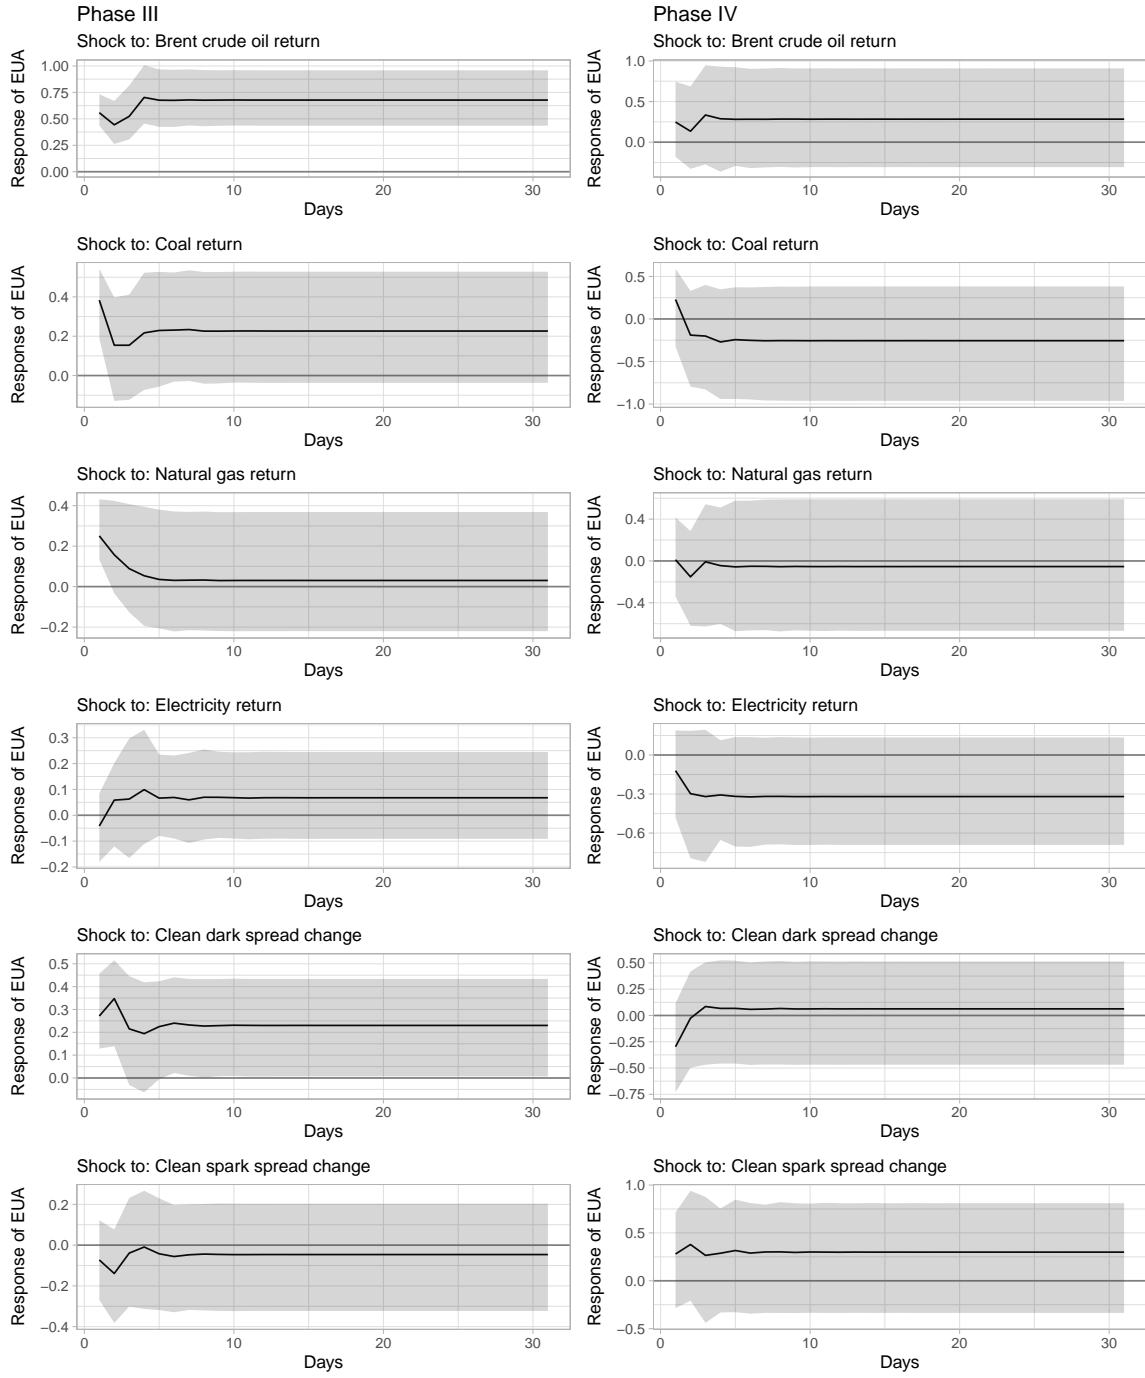 Phase III
Phase IV
Shock to: Brent crude oil return
Shock to: Brent crude oil return
Response of EUA
1.00
0.75
0.50
0.25
0.00
0 10 20 30
Days
Response of EUA
1.0
0.5
0.0
0 10 20 30
Days
Shock to: Coal return
Shock to: Coal return
Response of EUA
0.4
0.2
0.0
0 10 20 30
Days
Response of EUA
0.5
0.0
−0.5
−1.0
0 10 20 30
Days
Shock to: Natural gas return
Shock to: Natural gas return
Response of EUA
0.4
0.2
0.0
−0.2
0 10 20 30
Days
Response of EUA
0.4
0.0
−0.4
0 10 20 30
Days
Shock to: Electricity return
Shock to: Electricity return
Response of EUA
0.3
0.2
0.1
0.0
−0.1
−0.2
0 10 20 30
Days
Response of EUA
0.0
−0.3
−0.6
0 10 20 30
Days
Shock to: Clean dark spread change
Shock to: Clean dark spread change
Response of EUA
0.5
0.4
0.3
0.2
0.1
0.0
0 10 20 30
Days
Response of EUA
0.50
0.25
0.00
−0.25
−0.50
−0.75
0 10 20 30
Days
Shock to: Clean spark spread change
Shock to: Clean spark spread change
Response of EUA
0.2
0.0
−0.2
−0.4
0 10 20 30
Days
Response of EUA
1.0
0.5
0.0
−0.5
0 10 20 30
Days